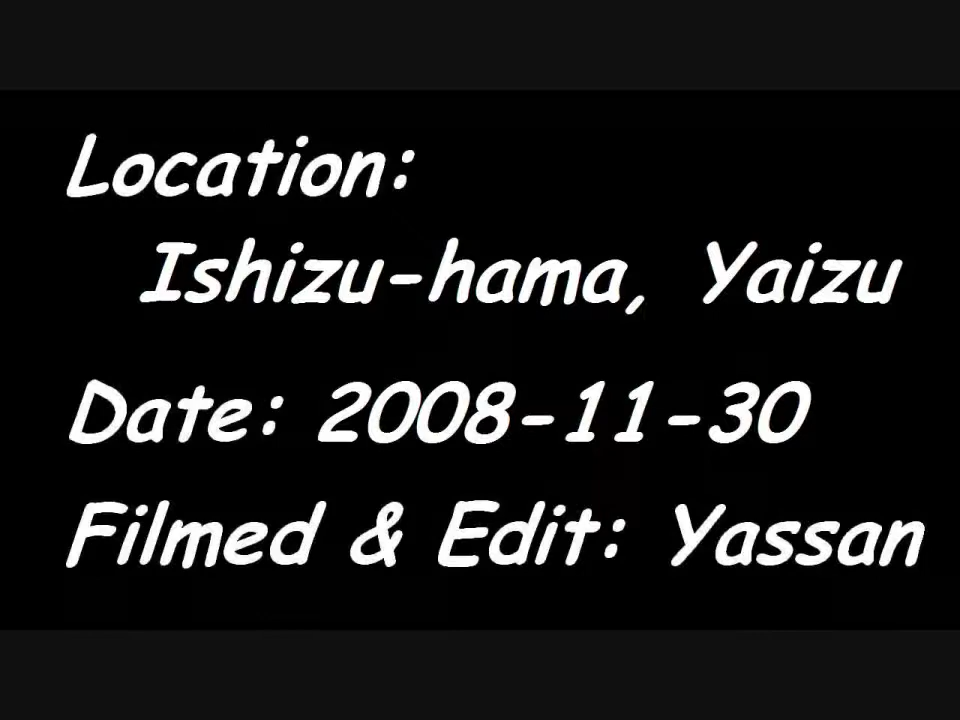 Location:
Ishizu-hama, Yaizu
Date: 2008-11-30
Filmed & Edit: Yassan